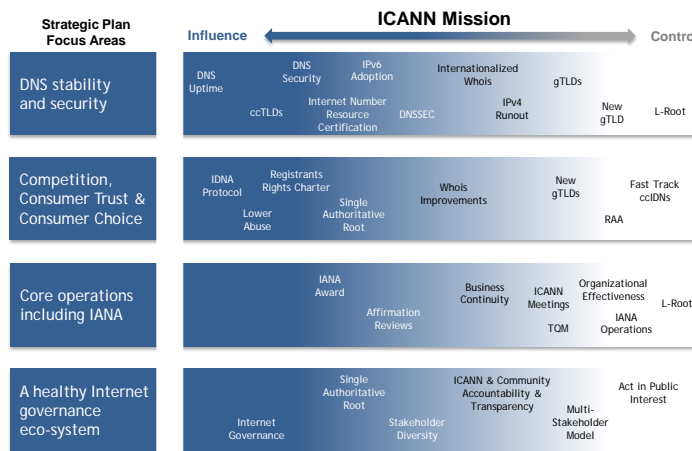 Strategic Plan
Focus Areas
ICANN Mission
Influence
Control
DNS stability
and security
DNS
Uptime
ccTLDs
DNS
Security
Internet Number
Resource
Certification
IPv6
Adoption
DNSSEC
Internationalized
Whois
IPv4
Runout
gTLDs
New
gTLD
L-Root
Competition,
Consumer Trust &
Consumer Choice
IDNA
Protocol
Lower
Abuse
Registrants
Rights Charter
Single
Authoritative
Root
Whois
Improvements
New
gTLDs
RAA
Fast Track
ccIDNs
Core operations
including IANA
IANA
Award
Affirmation
Reviews
Business
Continuity
ICANN
Meetings
TQM
Organizational
Effectiveness
IANA
Operations
L-Root
A healthy Internet
governance
eco-system
Internet
Governance
Single
Authoritative
Root
Stakeholder
Diversity
ICANN & Community
Accountability &
Transparency
Multi-
Stakeholder
Model
Act in Public
Interest